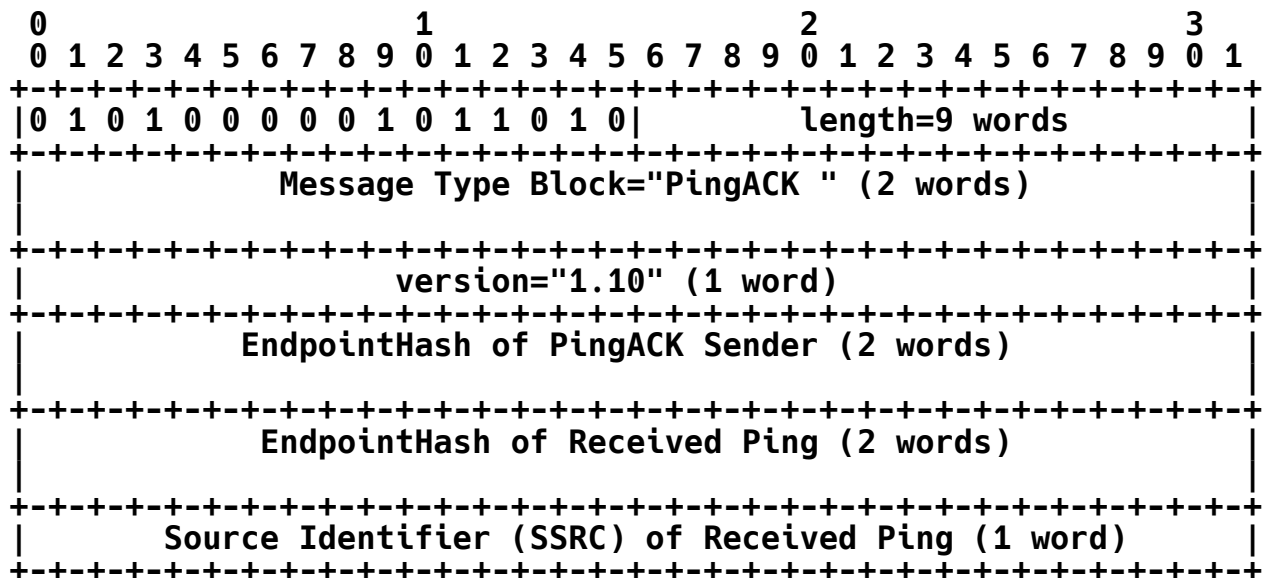 0                   1                   2                   3
 0 1 2 3 4 5 6 7 8 9 0 1 2 3 4 5 6 7 8 9 0 1 2 3 4 5 6 7 8 9 0 1
+-+-+-+-+-+-+-+-+-+-+-+-+-+-+-+-+-+-+-+-+-+-+-+-+-+-+-+-+-+-+-+-+
|0 1 0 1 0 0 0 0 0 1 0 1 1 0 1 0|        length=9 words         |
+-+-+-+-+-+-+-+-+-+-+-+-+-+-+-+-+-+-+-+-+-+-+-+-+-+-+-+-+-+-+-+-+
|             Message Type Block="PingACK " (2 words)           |
|                                                               |
+-+-+-+-+-+-+-+-+-+-+-+-+-+-+-+-+-+-+-+-+-+-+-+-+-+-+-+-+-+-+-+-+
|                   version="1.10" (1 word)                     |
+-+-+-+-+-+-+-+-+-+-+-+-+-+-+-+-+-+-+-+-+-+-+-+-+-+-+-+-+-+-+-+-+
|           EndpointHash of PingACK Sender (2 words)            |
|                                                               |
+-+-+-+-+-+-+-+-+-+-+-+-+-+-+-+-+-+-+-+-+-+-+-+-+-+-+-+-+-+-+-+-+
|            EndpointHash of Received Ping (2 words)            |
|                                                               |
+-+-+-+-+-+-+-+-+-+-+-+-+-+-+-+-+-+-+-+-+-+-+-+-+-+-+-+-+-+-+-+-+
|       Source Identifier (SSRC) of Received Ping (1 word)      |
+-+-+-+-+-+-+-+-+-+-+-+-+-+-+-+-+-+-+-+-+-+-+-+-+-+-+-+-+-+-+-+-+